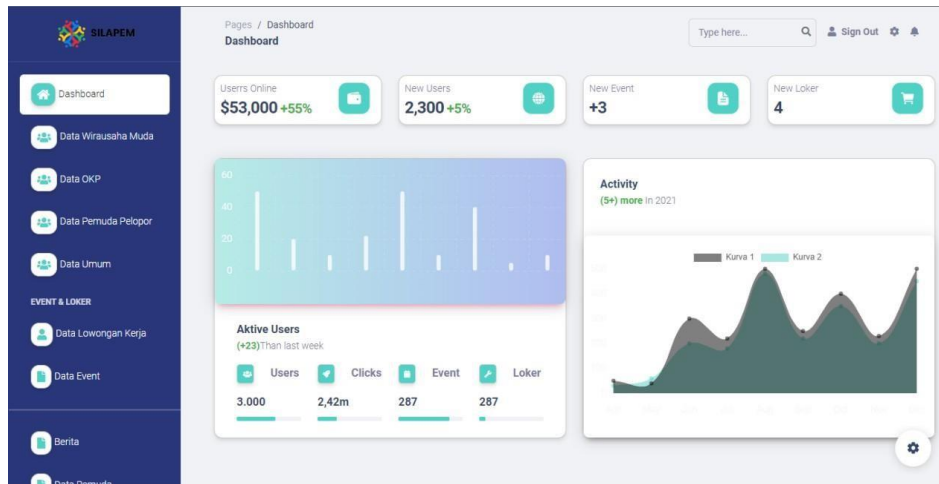 SILAPEM
Pages / Dashboard
Dashboard
Type here...
Sign Out
Dashboard
Data Wirausaha Muda
Data OKP
Data Pemuda Pelopor
Data Umum
EVENT & LOKER
Data Lowongan Kerja
Data Event
Berita
Data Pemuda
Userrs Online
$53,000 +55%
New Users
2,300 +5%
New Event
+3
New Loker
4
60
40
20
0
Aktive Users
(+23)Than last week
Users
Clicks
Event
Loker
3.000
2,42m
287
287
Activity
(5+) more In 2021
Kurva 1
Kurva 2